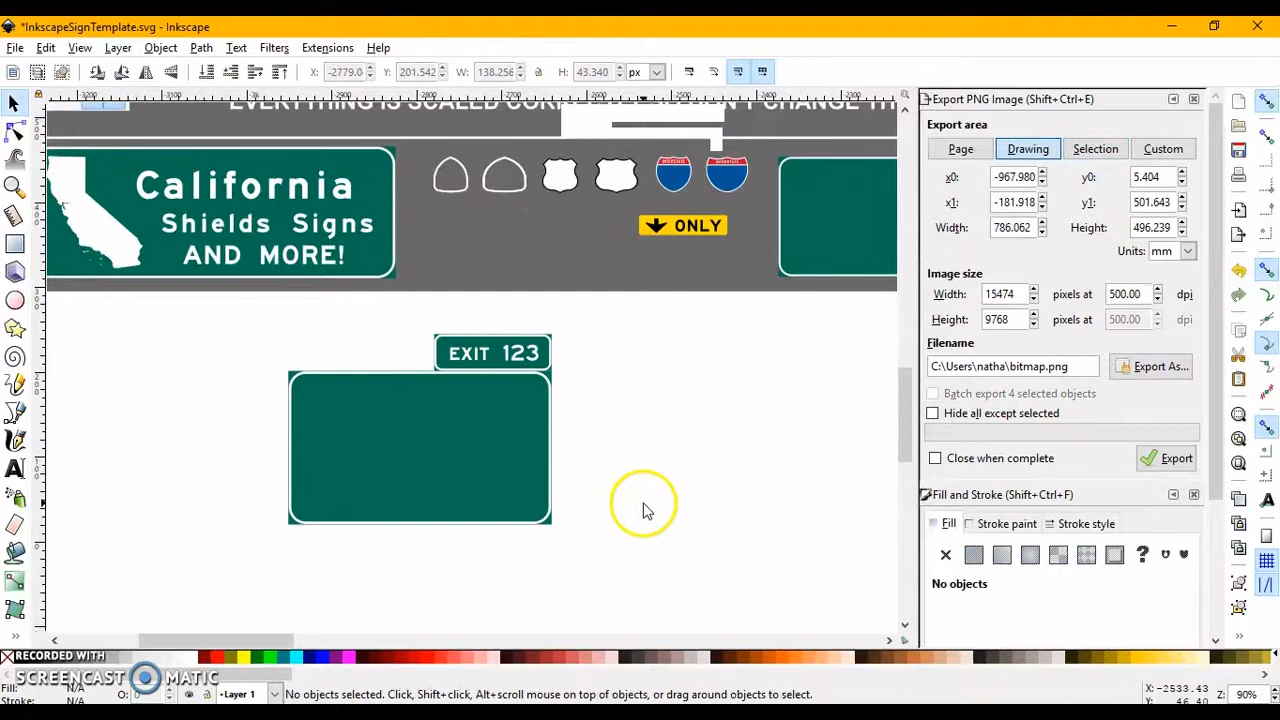 *InkscapeSignTemplate.svg - Inkscape
File Edit View Layer Object Path Text Filters Extensions Help
X: -2779.0 Y: 201.542 W: 138.256 H: 43.340 px
California
Shields Signs
AND MORE!
INTERSTATE INTERSTATE
ONLY
EXIT 123
Export PNG Image (Shift+Ctrl+E)
Export area
Page Drawing Selection Custom
x0: -967.980 y0: 5.404
x1: -181.918 y1: 501.643
Width: 786.062 Height: 496.239
Units: mm
Image size
Width: 15474 pixels at 500.00 dpi
Height: 9768 pixels at 500.00 dpi
Filename
C:\Users\natha\bitmap.png Export As...
Batch export 4 selected objects
Hide all except selected
Close when complete Export
Fill and Stroke (Shift+Ctrl+F)
Fill Stroke paint Stroke style
?
No objects
RECORDED WITH
SCREENCAST MATIC
Fill: N/A
Stroke: N/A
O: 0
Layer 1
No objects selected. Click, Shift+click, Alt+scroll mouse on top of objects, or drag around objects to select.
X: -2533.43
Y: 46.40
Z: 90%